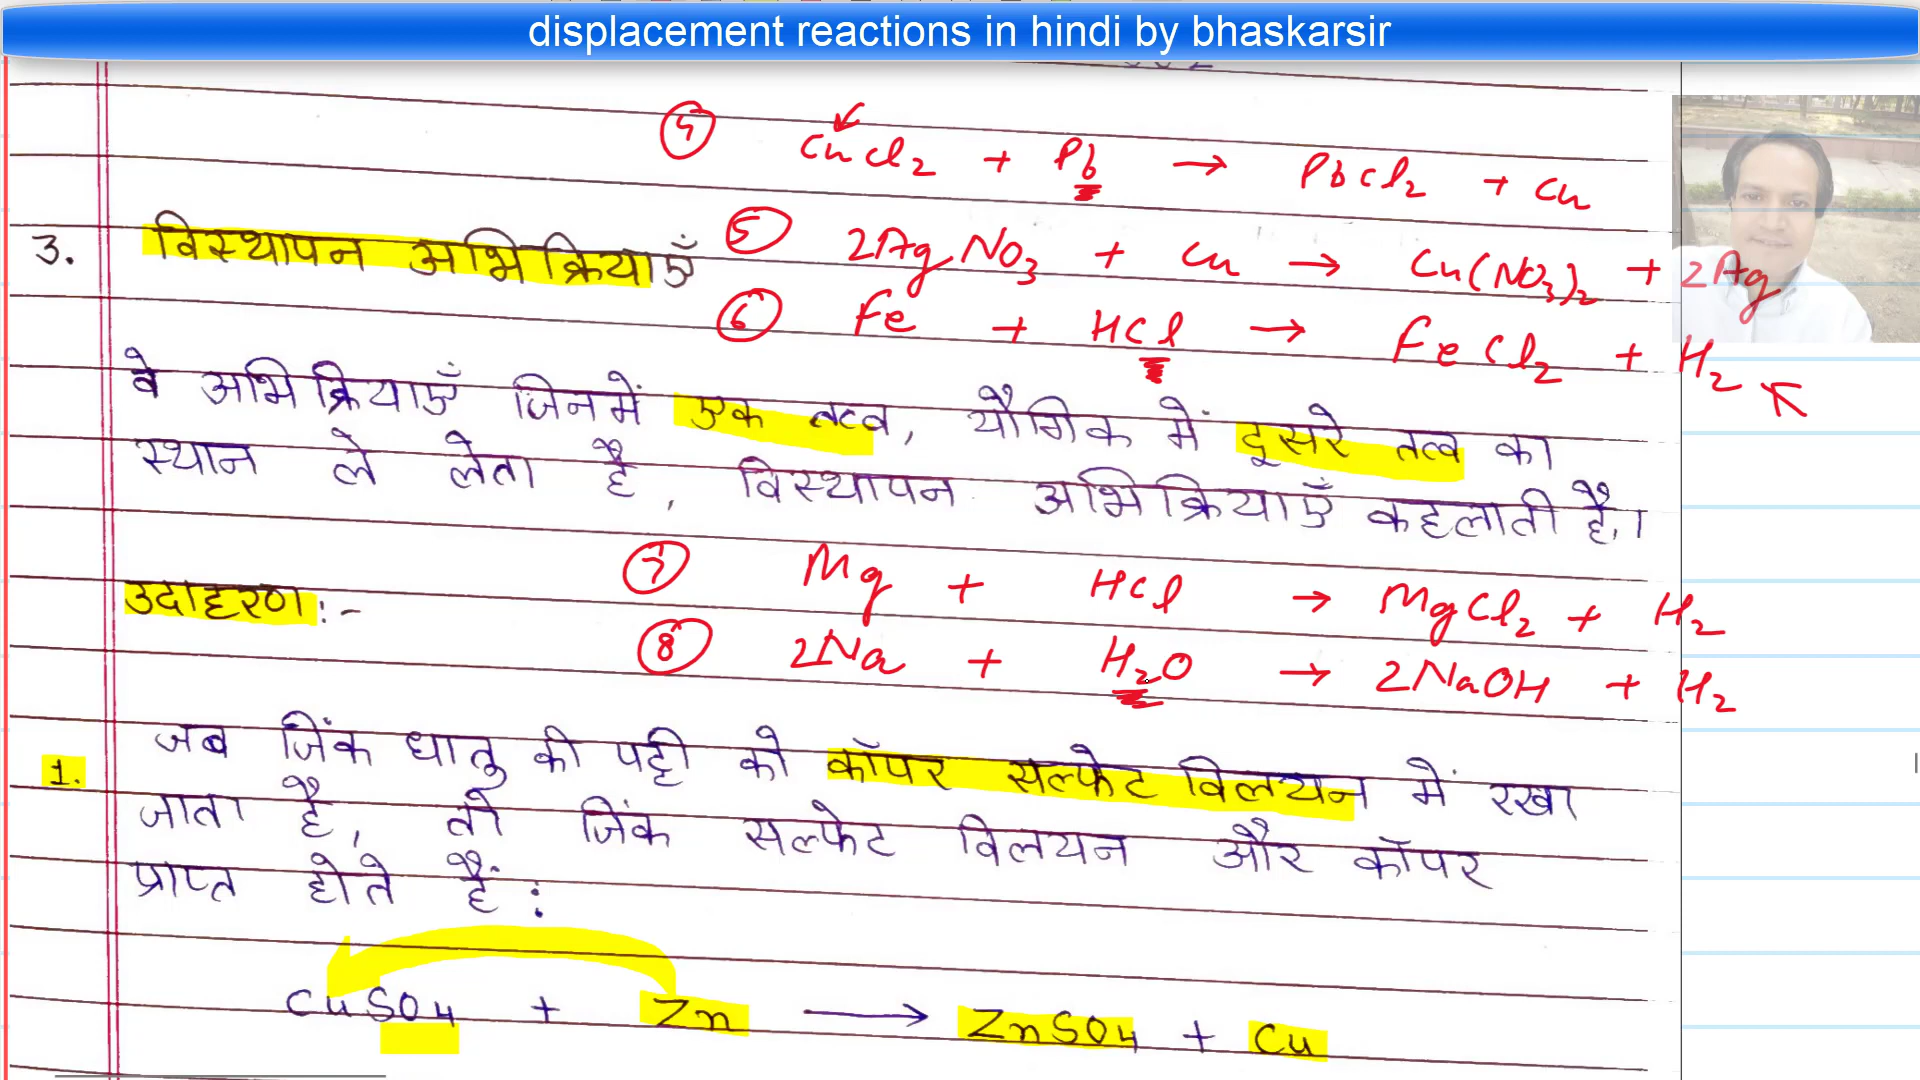 displacement reactions in hindi by bhaskarsir
④ CuCl₂ + Pb → PbCl₂ + Cu
3. विस्थापन अभिक्रियाएँ
⑤ 2AgNO₃ + Cu → Cu(NO₃)₂ + 2Ag
⑥ Fe + HCl → FeCl₂ + H₂
वे अभिक्रियाएँ जिनमें एक तत्व, यौगिक में दूसरे तत्व का
स्थान ले लेता है, विस्थापन अभिक्रियाएँ कहलाती हैं।
⑦ Mg + HCl → MgCl₂ + H₂
उदाहरण :-
⑧ 2Na + H₂O → 2NaOH + H₂
1. जब जिंक धातु की पट्टी को कॉपर सल्फेट विलयन में रखा
जाता है, तो जिंक सल्फेट विलयन और कॉपर
प्राप्त होते हैं :
CuSO₄ + Zn ⟶ ZnSO₄ + Cu